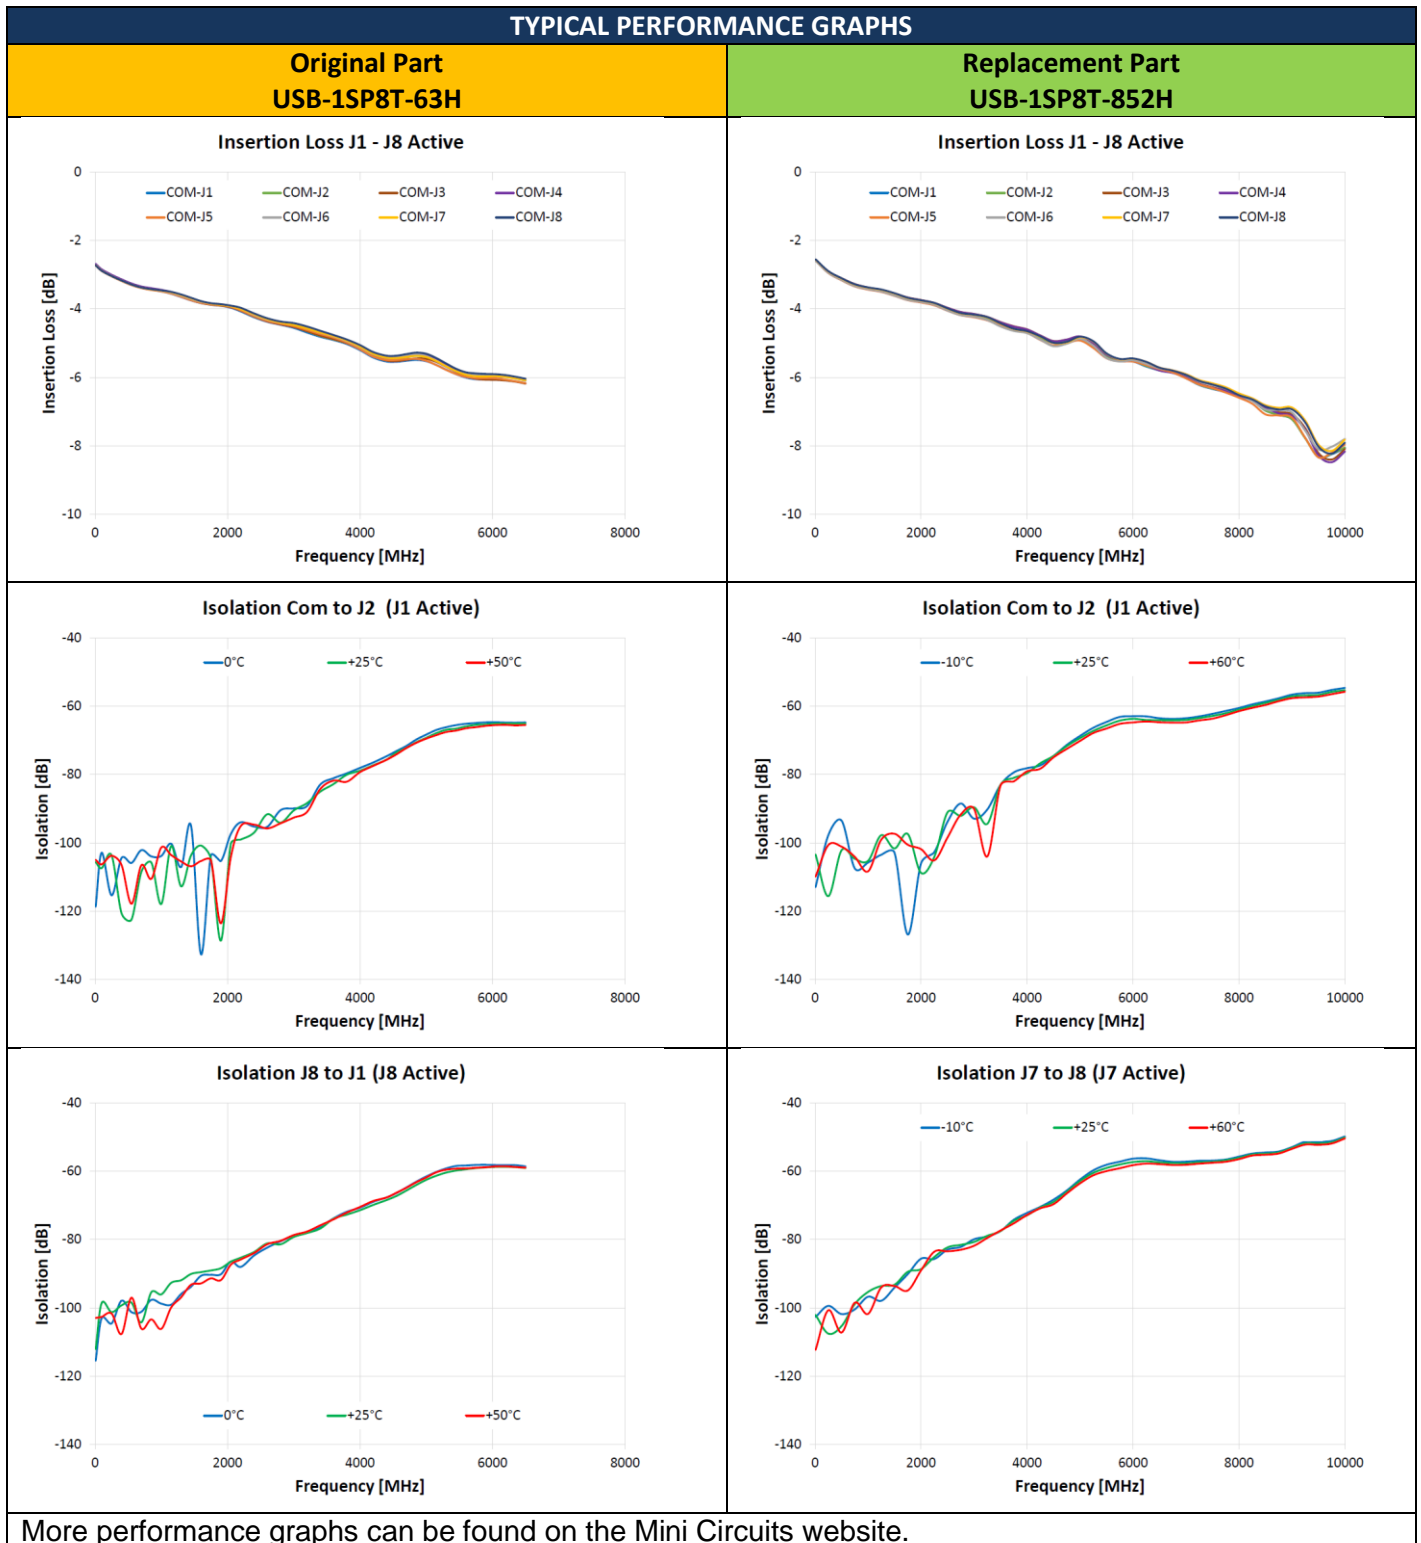 TYPICAL PERFORMANCE GRAPHS
Original Part
USB-1SP8T-63H
Replacement Part
USB-1SP8T-852H
Insertion Loss J1 - J8 Active
COM-J1 COM-J2 COM-J3 COM-J4
COM-J5 COM-J6 COM-J7 COM-J8
Insertion Loss [dB]
0
-2
-4
-6
-8
-10
0 2000 4000 6000 8000
Frequency [MHz]
Insertion Loss J1 - J8 Active
COM-J1 COM-J2 COM-J3 COM-J4
COM-J5 COM-J6 COM-J7 COM-J8
Insertion Loss [dB]
0
-2
-4
-6
-8
-10
0 2000 4000 6000 8000 10000
Frequency [MHz]
Isolation Com to J2 (J1 Active)
0°C +25°C +50°C
Isolation [dB]
-40
-60
-80
-100
-120
-140
0 2000 4000 6000 8000
Frequency [MHz]
Isolation Com to J2 (J1 Active)
-10°C +25°C +60°C
Isolation [dB]
-40
-60
-80
-100
-120
-140
0 2000 4000 6000 8000 10000
Frequency [MHz]
Isolation J8 to J1 (J8 Active)
Isolation [dB]
-40
-60
-80
-100
-120
-140
0°C +25°C +50°C
0 2000 4000 6000 8000
Frequency [MHz]
Isolation J7 to J8 (J7 Active)
-10°C +25°C +60°C
Isolation [dB]
-40
-60
-80
-100
-120
-140
0 2000 4000 6000 8000 10000
Frequency [MHz]
More performance graphs can be found on the Mini Circuits website.